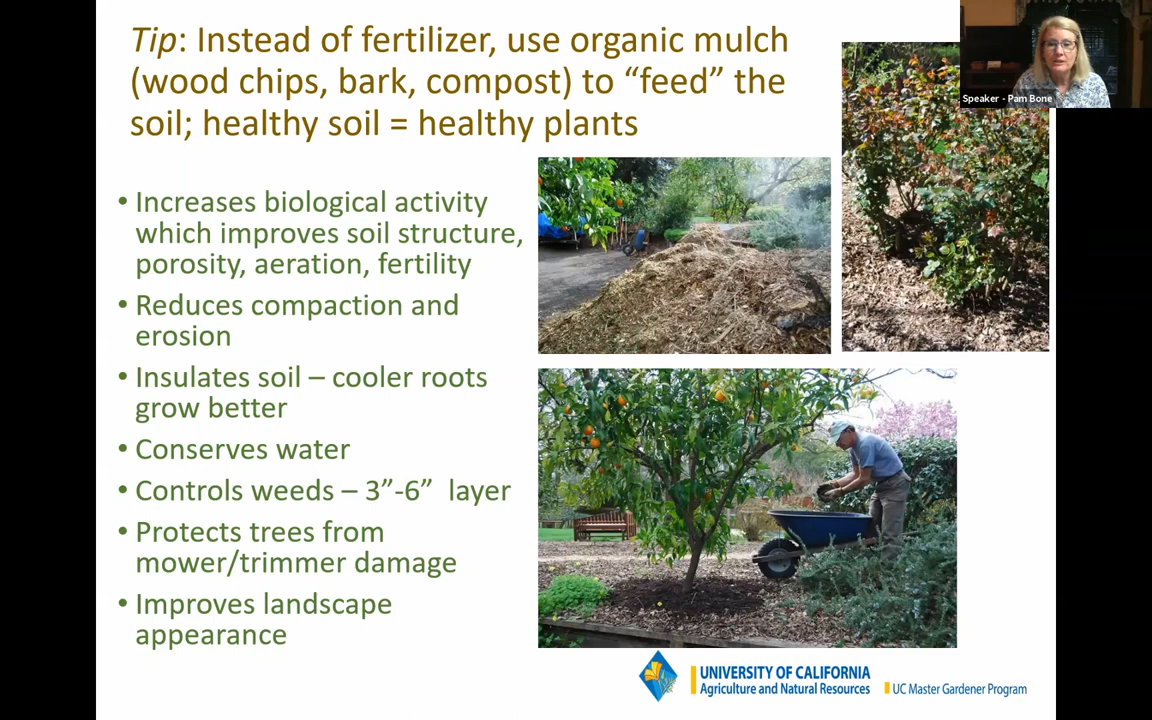 Tip: Instead of fertilizer, use organic mulch
(wood chips, bark, compost) to “feed” the
soil; healthy soil = healthy plants
Speaker - Pam Bone
• Increases biological activity
which improves soil structure,
porosity, aeration, fertility
• Reduces compaction and
erosion
• Insulates soil – cooler roots
grow better
• Conserves water
• Controls weeds – 3”-6” layer
• Protects trees from
mower/trimmer damage
• Improves landscape
appearance
UNIVERSITY OF CALIFORNIA
Agriculture and Natural Resources
UC Master Gardener Program